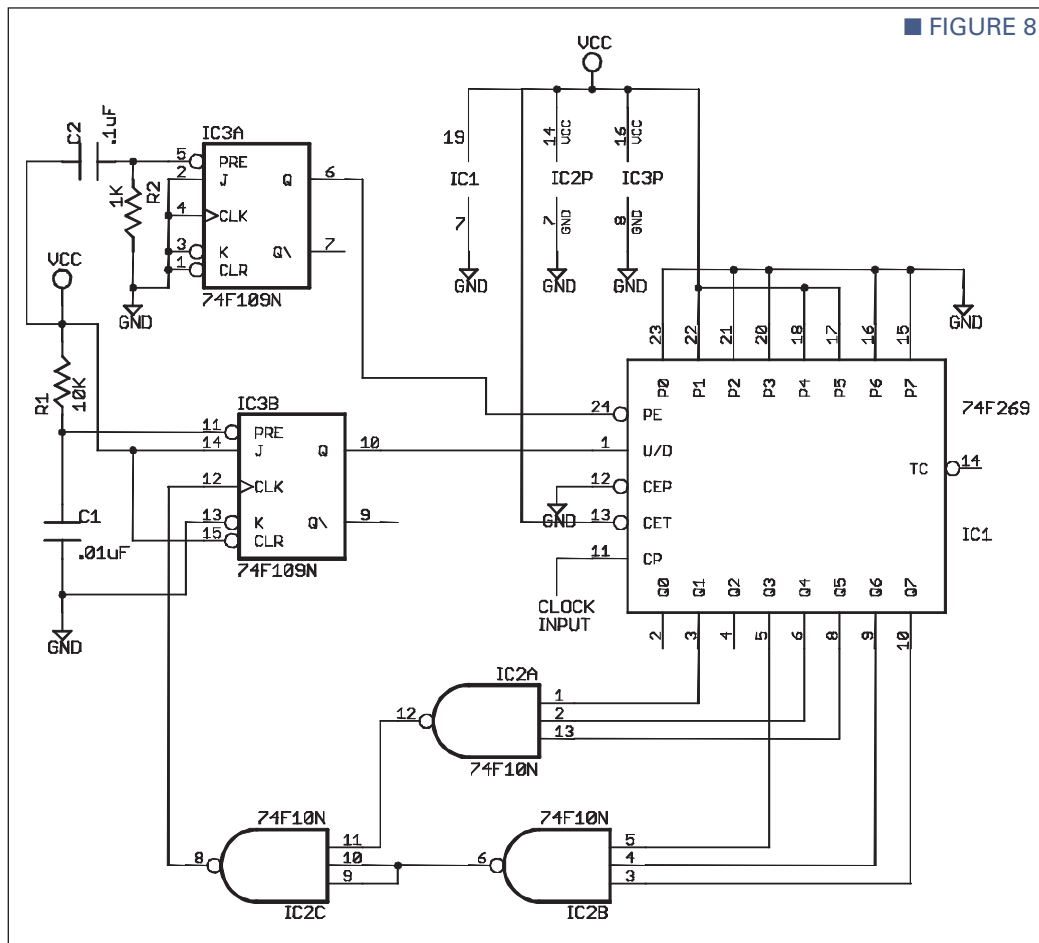 ■ FIGURE 8
VCC
C2
.1uF
IC3A
5
PRE
2
J
Q
6
4
CLK
3
K
Q\
7
1
CLR
74F109N
1K
R2
GND
VCC
R1
10K
C1
.01uF
GND
IC3B
11
PRE
14
J
Q
10
12
CLK
13
K
Q\
9
15
CLR
74F109N
19
IC1
7
GND
14
VCC
IC2P
7
GND
GND
16
VCC
IC3P
8
GND
GND
GND
23
22
21
20
18
17
16
15
P0
P1
P2
P3
P4
P5
P6
P7
74F269
24
PE
1
U/D
TC
14
12
CEP
GND
13
CET
IC1
11
CP
CLOCK
INPUT
Q0
Q1
Q2
Q3
Q4
Q5
Q6
Q7
2
3
4
5
6
8
9
10
IC2A
12
1
2
13
74F10N
74F10N
8
11
10
9
IC2C
74F10N
6
5
4
3
IC2B